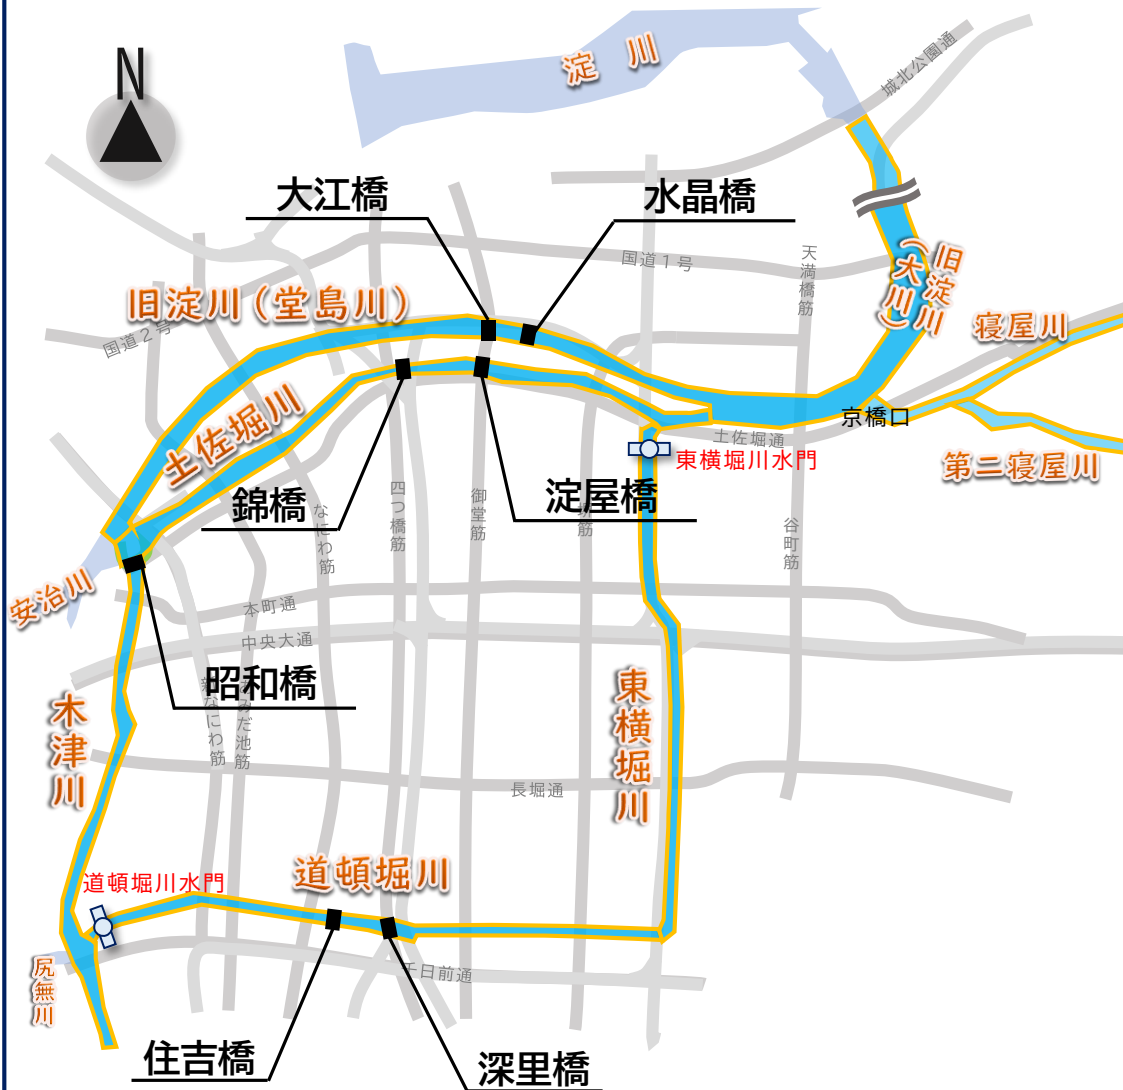 淀　川
城北公園通
N
大江橋
水晶橋
国道１号
天満橋筋
旧淀川
（大川）
旧淀川（堂島川）
国道２号
寝屋川
土佐堀川
京橋口
土佐堀通
東横堀川水門
第二寝屋川
錦橋
淀屋橋
四つ橋筋
御堂筋
なにわ筋
筋
谷町筋
安治川
本町通
中央大通
昭和橋
なにわ筋
みだ池筋
木津川
東横堀川
長堀通
道頓堀川
道頓堀川水門
尻無川
千日前通
住吉橋
深里橋